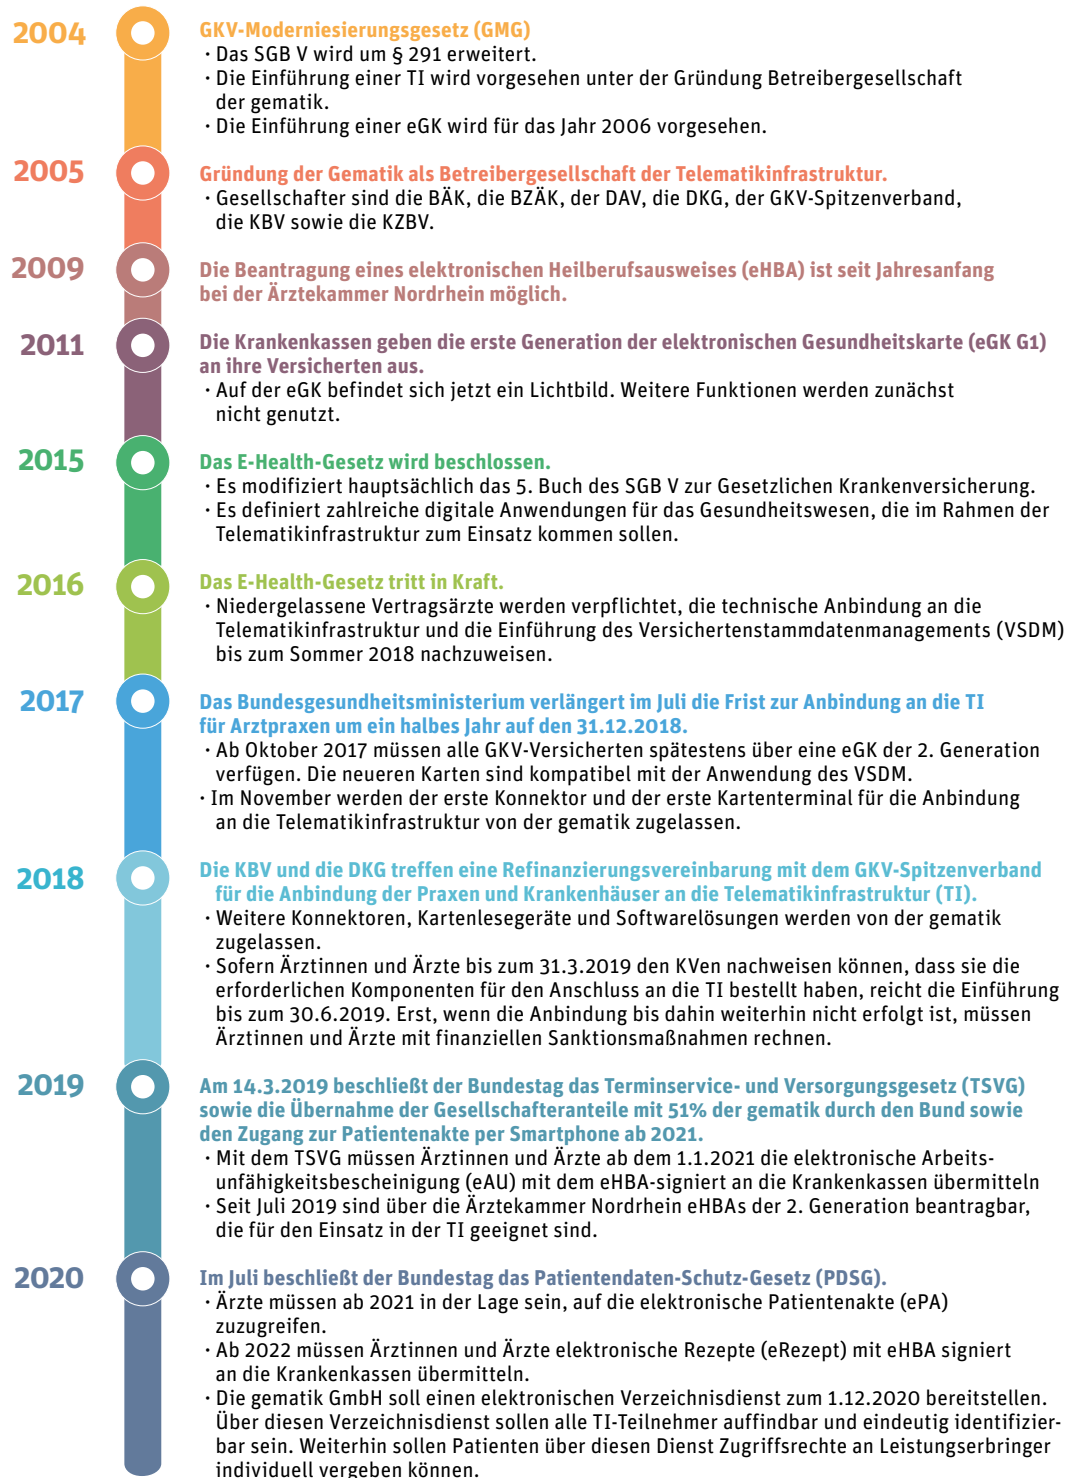 2004
GKV-Moderniesierungsgesetz (GMG)
· Das SGB V wird um § 291 erweitert.
· Die Einführung einer TI wird vorgesehen unter der Gründung Betreibergesellschaft
der gematik.
· Die Einführung einer eGK wird für das Jahr 2006 vorgesehen.
2005
Gründung der Gematik als Betreibergesellschaft der Telematikinfrastruktur.
· Gesellschafter sind die BÄK, die BZÄK, der DAV, die DKG, der GKV-Spitzenverband,
die KBV sowie die KZBV.
2009
Die Beantragung eines elektronischen Heilberufsausweises (eHBA) ist seit Jahresanfang
bei der Ärztekammer Nordrhein möglich.
2011
Die Krankenkassen geben die erste Generation der elektronischen Gesundheitskarte (eGK G1)
an ihre Versicherten aus.
· Auf der eGK befindet sich jetzt ein Lichtbild. Weitere Funktionen werden zunächst
nicht genutzt.
2015
Das E-Health-Gesetz wird beschlossen.
· Es modifiziert hauptsächlich das 5. Buch des SGB V zur Gesetzlichen Krankenversicherung.
· Es definiert zahlreiche digitale Anwendungen für das Gesundheitswesen, die im Rahmen der
Telematikinfrastruktur zum Einsatz kommen sollen.
2016
Das E-Health-Gesetz tritt in Kraft.
· Niedergelassene Vertragsärzte werden verpflichtet, die technische Anbindung an die
Telematikinfrastruktur und die Einführung des Versichertenstammdatenmanagements (VSDM)
bis zum Sommer 2018 nachzuweisen.
2017
Das Bundesgesundheitsministerium verlängert im Juli die Frist zur Anbindung an die TI
für Arztpraxen um ein halbes Jahr auf den 31.12.2018.
· Ab Oktober 2017 müssen alle GKV-Versicherten spätestens über eine eGK der 2. Generation
verfügen. Die neueren Karten sind kompatibel mit der Anwendung des VSDM.
· Im November werden der erste Konnektor und der erste Kartenterminal für die Anbindung
an die Telematikinfrastruktur von der gematik zugelassen.
2018
Die KBV und die DKG treffen eine Refinanzierungsvereinbarung mit dem GKV-Spitzenverband
für die Anbindung der Praxen und Krankenhäuser an die Telematikinfrastruktur (TI).
· Weitere Konnektoren, Kartenlesegeräte und Softwarelösungen werden von der gematik
zugelassen.
· Sofern Ärztinnen und Ärzte bis zum 31.3.2019 den KVen nachweisen können, dass sie die
erforderlichen Komponenten für den Anschluss an die TI bestellt haben, reicht die Einführung
bis zum 30.6.2019. Erst, wenn die Anbindung bis dahin weiterhin nicht erfolgt ist, müssen
Ärztinnen und Ärzte mit finanziellen Sanktionsmaßnahmen rechnen.
2019
Am 14.3.2019 beschließt der Bundestag das Terminservice- und Versorgungsgesetz (TSVG)
sowie die Übernahme der Gesellschafteranteile mit 51% der gematik durch den Bund sowie
den Zugang zur Patientenakte per Smartphone ab 2021.
· Mit dem TSVG müssen Ärztinnen und Ärzte ab dem 1.1.2021 die elektronische Arbeits-
unfähigkeitsbescheinigung (eAU) mit dem eHBA-signiert an die Krankenkassen übermitteln
· Seit Juli 2019 sind über die Ärztekammer Nordrhein eHBAs der 2. Generation beantragbar,
die für den Einsatz in der TI geeignet sind.
2020
Im Juli beschließt der Bundestag das Patientendaten-Schutz-Gesetz (PDSG).
· Ärzte müssen ab 2021 in der Lage sein, auf die elektronische Patientenakte (ePA)
zuzugreifen.
· Ab 2022 müssen Ärztinnen und Ärzte elektronische Rezepte (eRezept) mit eHBA signiert
an die Krankenkassen übermitteln.
· Die gematik GmbH soll einen elektronischen Verzeichnisdienst zum 1.12.2020 bereitstellen.
Über diesen Verzeichnisdienst sollen alle TI-Teilnehmer auffindbar und eindeutig identifizier-
bar sein. Weiterhin sollen Patienten über diesen Dienst Zugriffsrechte an Leistungserbringer
individuell vergeben können.